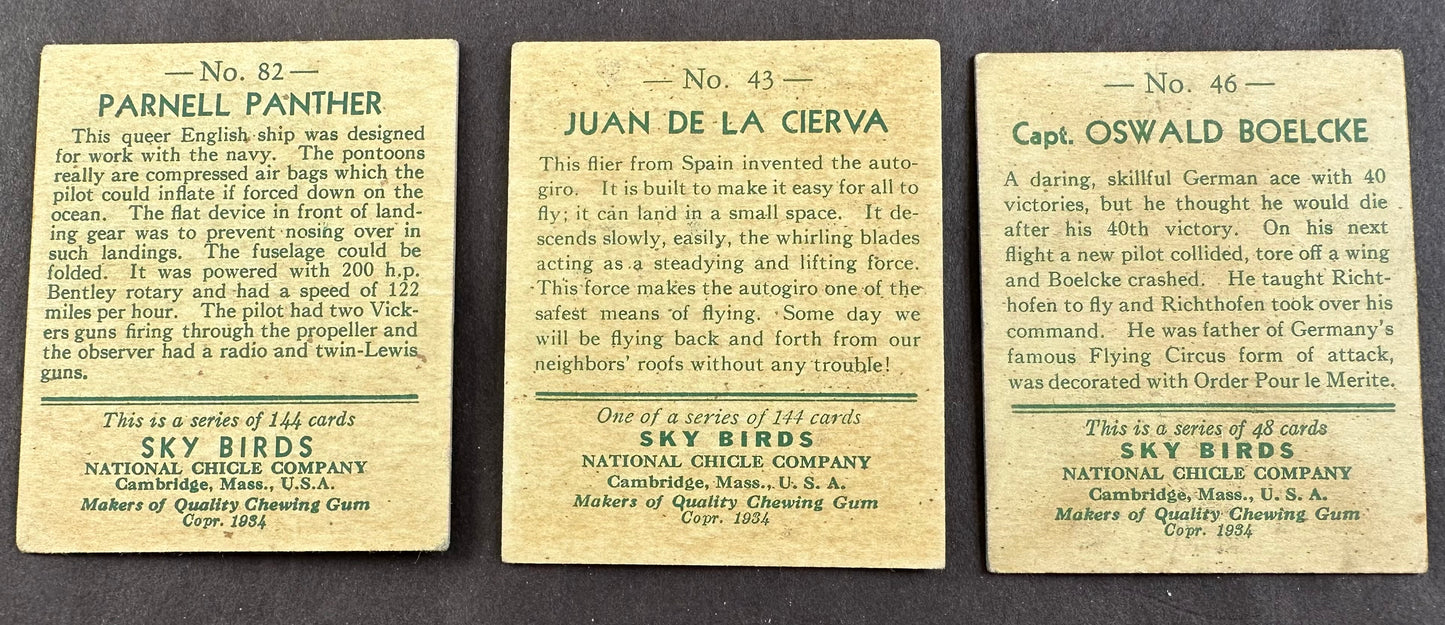 — No. 82 —
PARNELL PANTHER
This queer English ship was designed
for work with the navy. The pontoons
really are compressed air bags which the
pilot could inflate if forced down on the
ocean. The flat device in front of land-
ing gear was to prevent nosing over in
such landings. The fuselage could be
folded. It was powered with 200 h.p.
Bentley rotary and had a speed of 122
miles per hour. The pilot had two Vick-
ers guns firing through the propeller and
the observer had a radio and twin-Lewis
guns.
This is a series of 144 cards
SKY BIRDS
NATIONAL CHICLE COMPANY
Cambridge, Mass., U.S.A.
Makers of Quality Chewing Gum
Copr. 1934
— No. 43 —
JUAN DE LA CIERVA
This flier from Spain invented the auto-
giro. It is built to make it easy for all to
fly; it can land in a small space. It de-
scends slowly, easily, the whirling blades
acting as a steadying and lifting force.
This force makes the autogiro one of the
safest means of flying. Some day we
will be flying back and forth from our
neighbors' roofs without any trouble!
One of a series of 144 cards
SKY BIRDS
NATIONAL CHICLE COMPANY
Cambridge, Mass., U. S. A.
Makers of Quality Chewing Gum
Copr. 1934
— No. 46 —
Capt. OSWALD BOELCKE
A daring, skillful German ace with 40
victories, but he thought he would die
after his 40th victory. On his next
flight a new pilot collided, tore off a wing
and Boelcke crashed. He taught Richt-
hofen to fly and Richthofen took over his
command. He was father of Germany's
famous Flying Circus form of attack,
was decorated with Order Pour le Merite.
This is a series of 48 cards
SKY BIRDS
NATIONAL CHICLE COMPANY
Cambridge, Mass., U. S. A.
Makers of Quality Chewing Gum
Copr. 1934